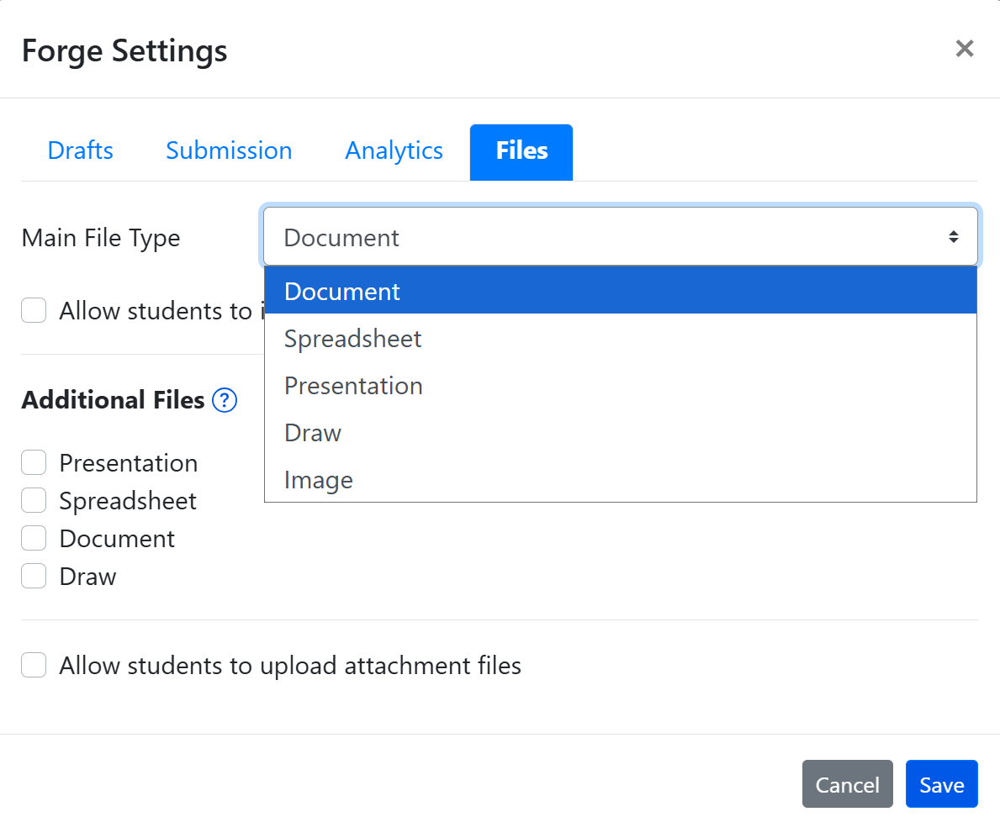 Forge Settings
Drafts Submission Analytics Files
Main File Type Document
Document
Allow students to
Spreadsheet
Presentation
Draw
Image
Additional Files ?
Presentation
Spreadsheet
Document
Draw
Allow students to upload attachment files
Cancel Save